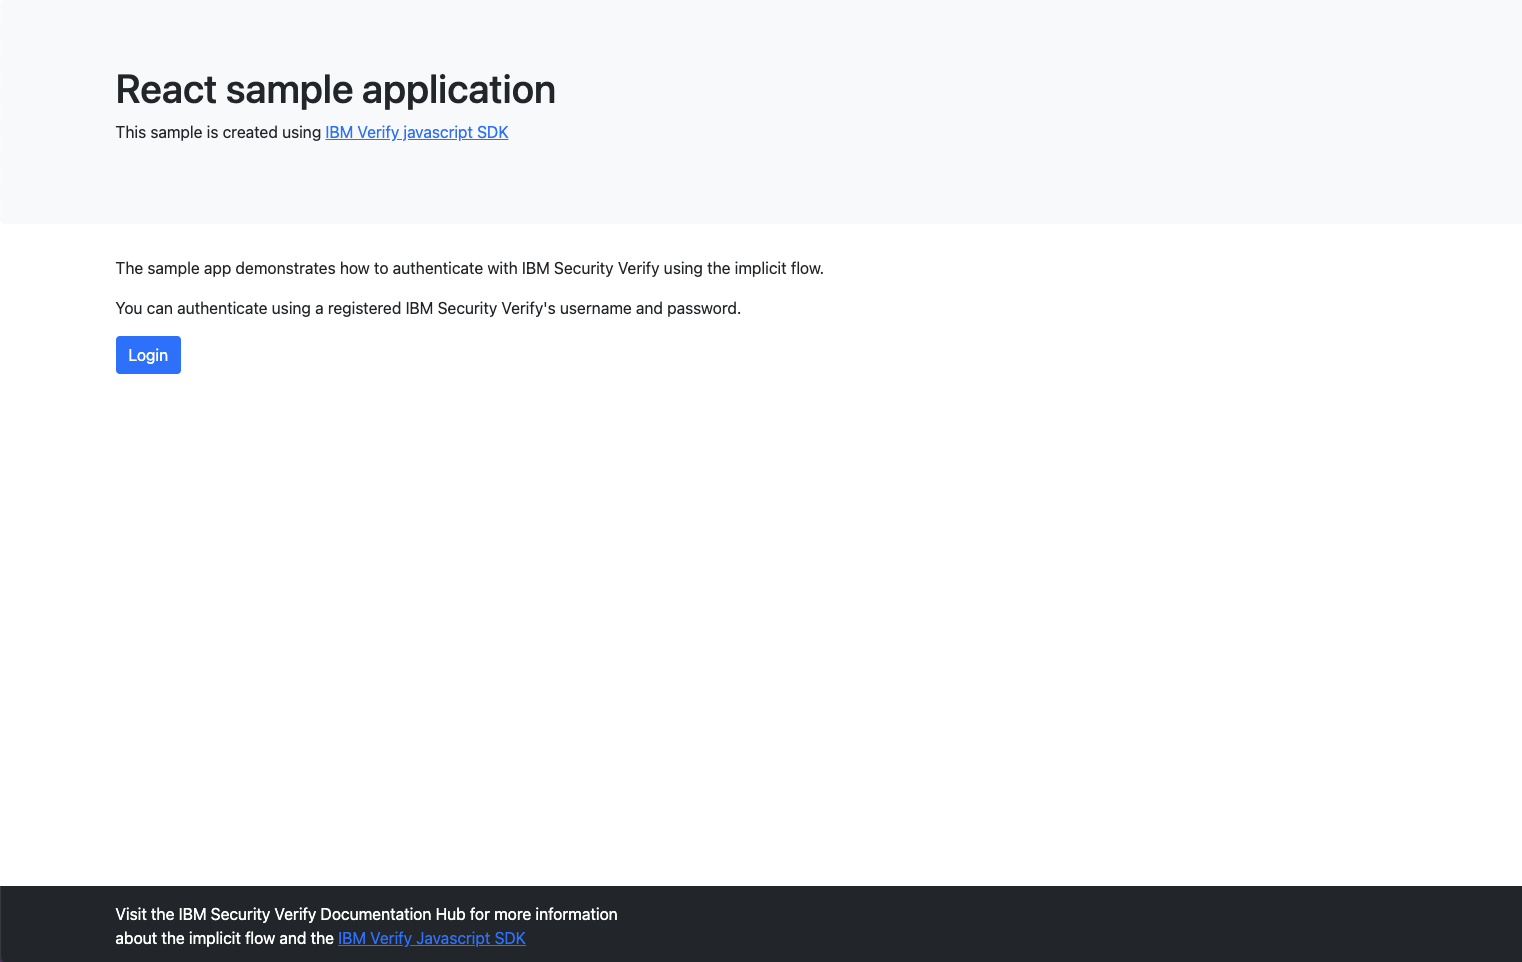 React sample application
This sample is created using IBM Verify javascript SDK
The sample app demonstrates how to authenticate with IBM Security Verify using the implicit flow.
You can authenticate using a registered IBM Security Verify's username and password.
Login
Visit the IBM Security Verify Documentation Hub for more information
about the implicit flow and the IBM Verify Javascript SDK